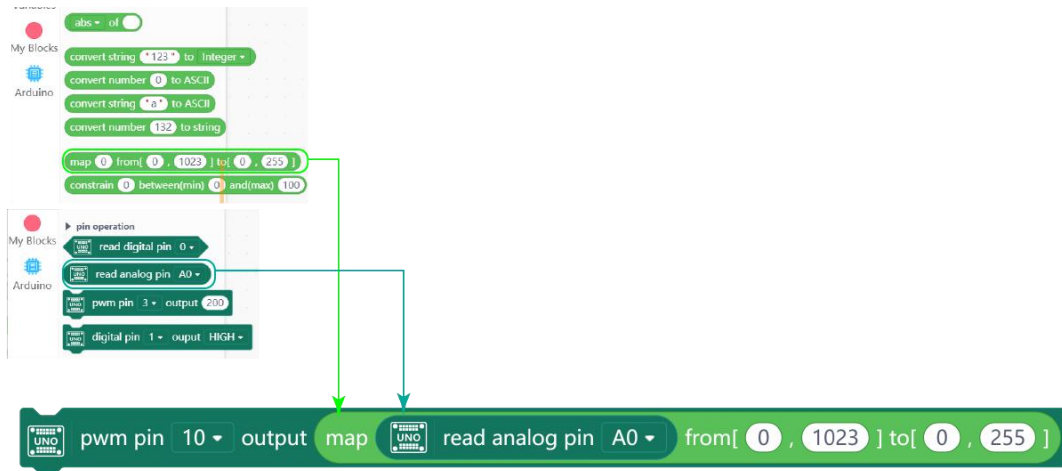 Variables
abs of
My Blocks
convert string "123" to Integer
convert number 0 to ASCII
Arduino
convert string "a" to ASCII
convert number 132 to string
map 0 from[ 0 , 1023 ] to[ 0 , 255 ]
constrain 0 between(min) 0 and(max) 100
pin operation
My Blocks
UNO read digital pin 0
Arduino
UNO read analog pin A0
UNO pwm pin 3 output 200
UNO digital pin 1 ouput HIGH
UNO pwm pin 10 output map UNO read analog pin A0 from[ 0 , 1023 ] to[ 0 , 255 ]